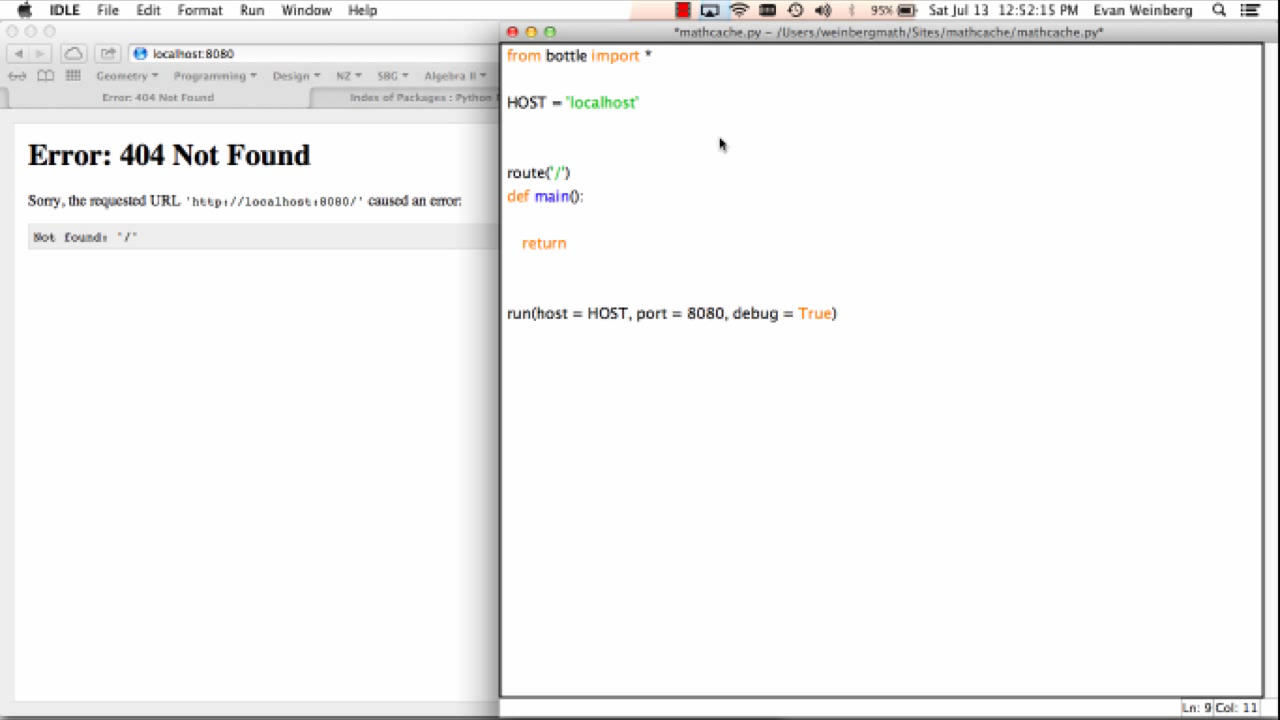 IDLE File Edit Format Run Window Help 95% Sat Jul 13 12:52:15 PM Evan Weinberg
localhost:8080
Geometry Programming Design NZ SBG Algebra II
Error: 404 Not Found Index of Packages : Python
Error: 404 Not Found
Sorry, the requested URL 'http://localhost:8080/' caused an error:
Not found: '/'
*mathcache.py – /Users/weinbergmath/Sites/mathcache/mathcache.py*
from bottle import *
HOST = 'localhost'
route('/')
def main():
return
run(host = HOST, port = 8080, debug = True)
Ln: 9 Col: 11